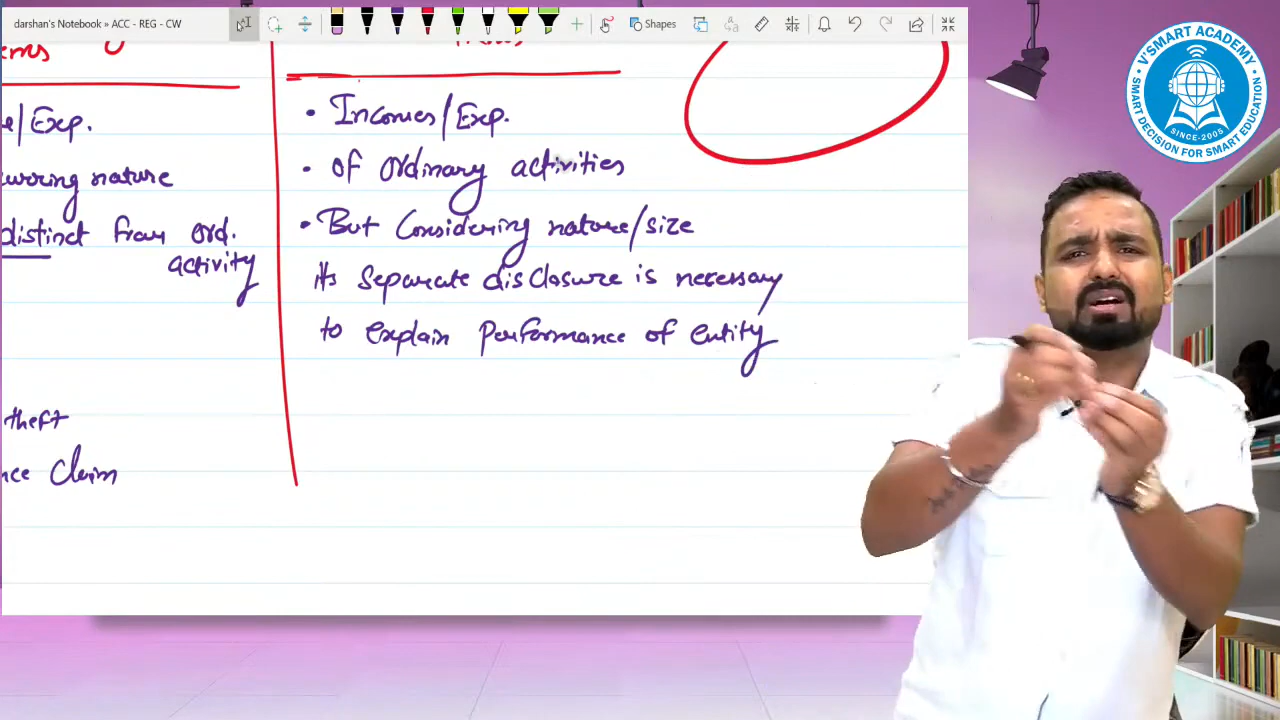 darshan's Notebook » ACC - REG - CW
Shapes
V'SMART ACADEMY
SINCE-2005
SMART DECISION FOR SMART EDUCATION
e/Exp.
distinct from ord.
activity
theft
nce Claim
• Incomes/Exp.
• of ordinary activities
• But Considering nature/size
its separate disclosure is necessary
to explain performance of entity